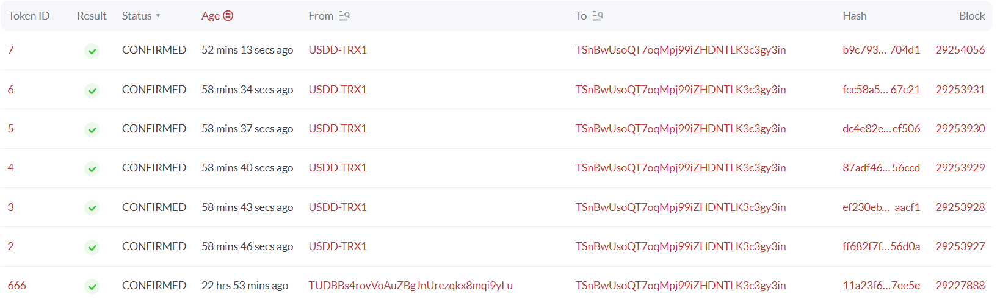 Token ID Result Status Age From To Hash Block
7 CONFIRMED 52 mins 13 secs ago USDD-TRX1 TSnBwUsoQT7oqMpj99iZHDNTLK3c3gy3in b9c793... 704d1 29254056
6 CONFIRMED 58 mins 34 secs ago USDD-TRX1 TSnBwUsoQT7oqMpj99iZHDNTLK3c3gy3in fcc58a5... 67c21 29253931
5 CONFIRMED 58 mins 37 secs ago USDD-TRX1 TSnBwUsoQT7oqMpj99iZHDNTLK3c3gy3in dc4e82e...ef506 29253930
4 CONFIRMED 58 mins 40 secs ago USDD-TRX1 TSnBwUsoQT7oqMpj99iZHDNTLK3c3gy3in 87adf46... 56ccd 29253929
3 CONFIRMED 58 mins 43 secs ago USDD-TRX1 TSnBwUsoQT7oqMpj99iZHDNTLK3c3gy3in ef230eb... aacf1 29253928
2 CONFIRMED 58 mins 46 secs ago USDD-TRX1 TSnBwUsoQT7oqMpj99iZHDNTLK3c3gy3in ff682f7f...56d0a 29253927
666 CONFIRMED 22 hrs 53 mins ago TUDBBs4rovVoAuZBgJnUrezqkx8mqi9yLu TSnBwUsoQT7oqMpj99iZHDNTLK3c3gy3in 11a23f6...7ee5e 29227888